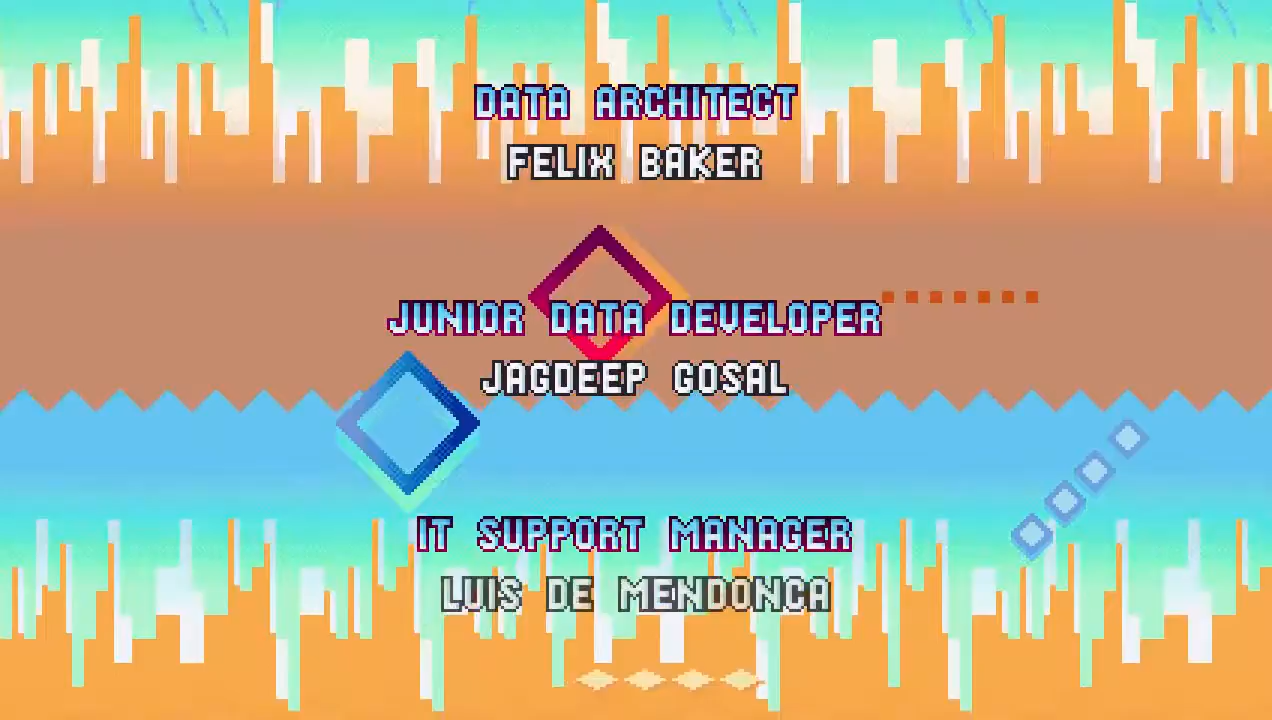 DATA ARCHITECT
FELIX BAKER
JUNIOR DATA DEVELOPER
JAGDEEP GOSAL
IT SUPPORT MANAGER
LUIS DE MENDONCA